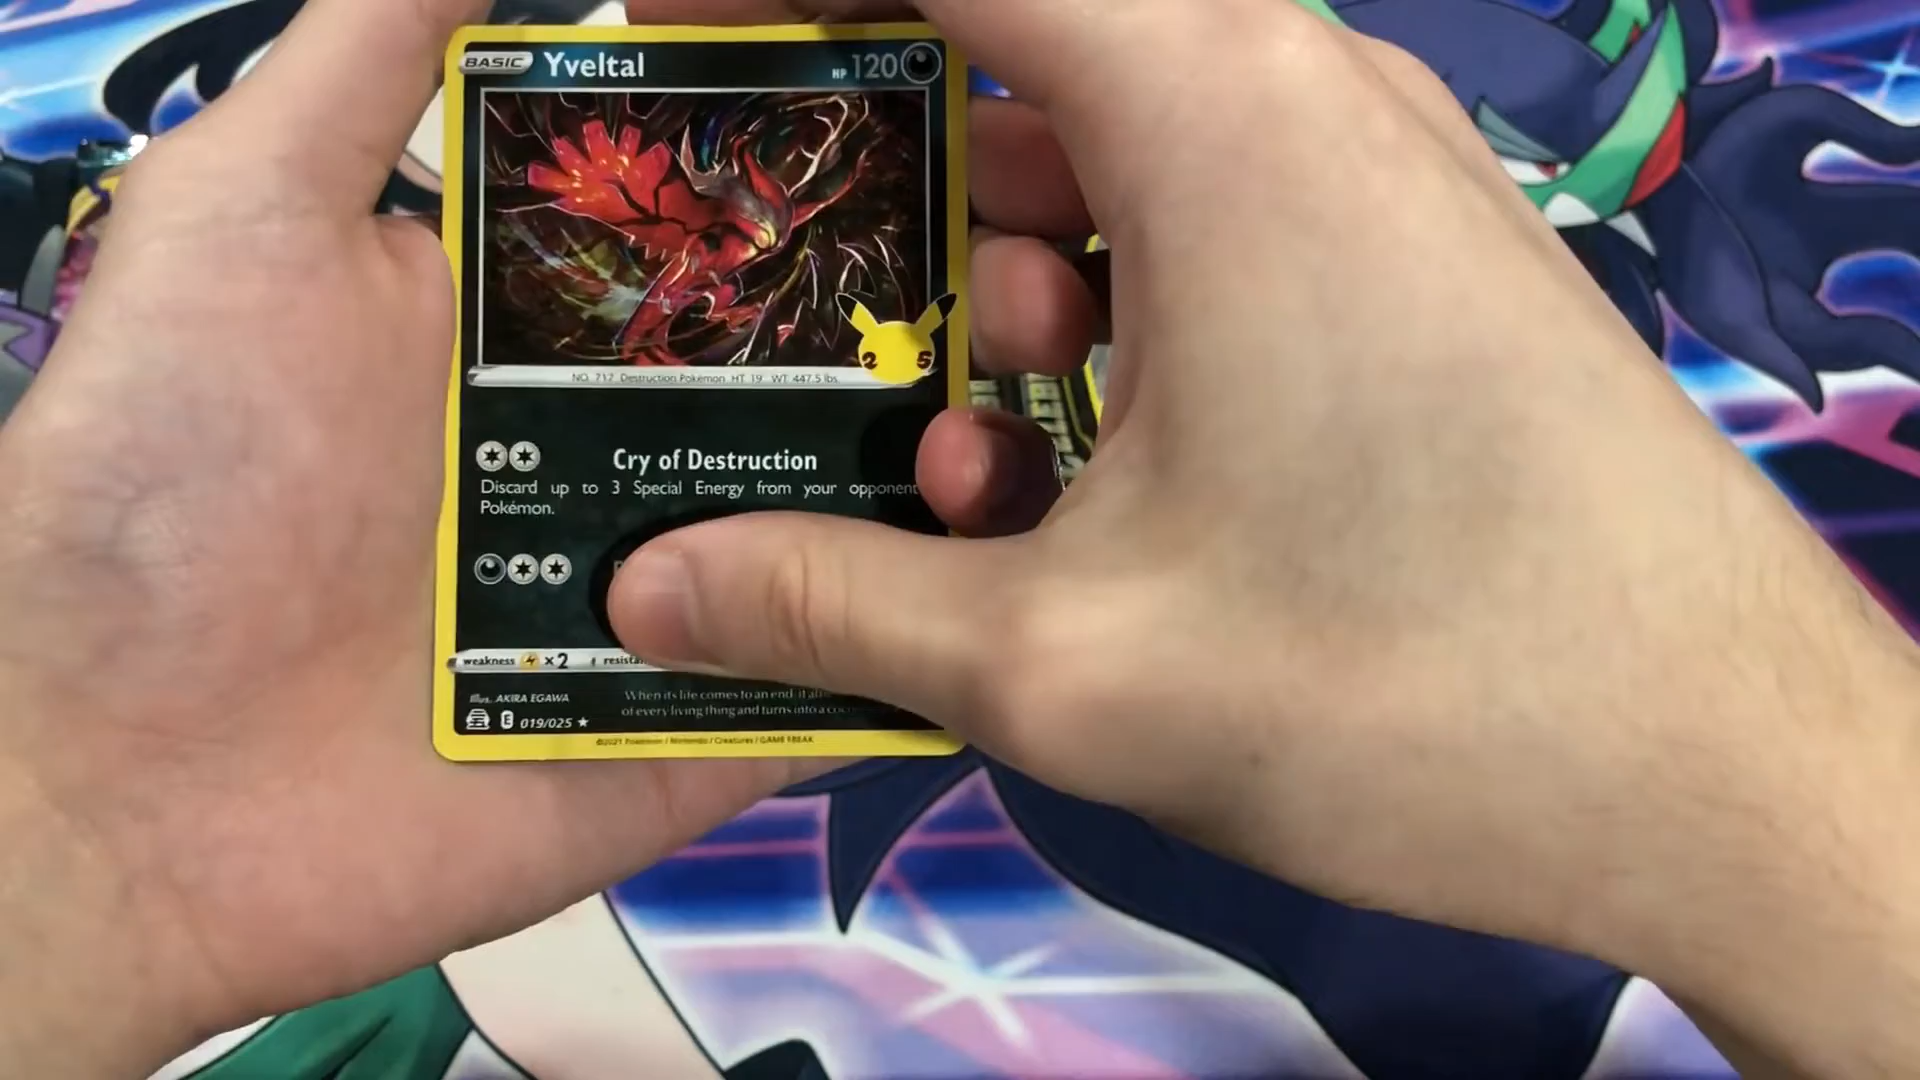 BASIC Yveltal HP 120
25
NO. 717 Destruction Pokémon HT 19 WT 447.5 lbs.
Cry of Destruction
Discard up to 3 Special Energy from your opponent
Pokémon.
weakness ×2
Illus. AKIRA EGAWA
When its life comes to an end, it
of every living thing and turns into a
E 019/025 ★
©2021 Pokémon / Nintendo / Creatures / GAME FREAK